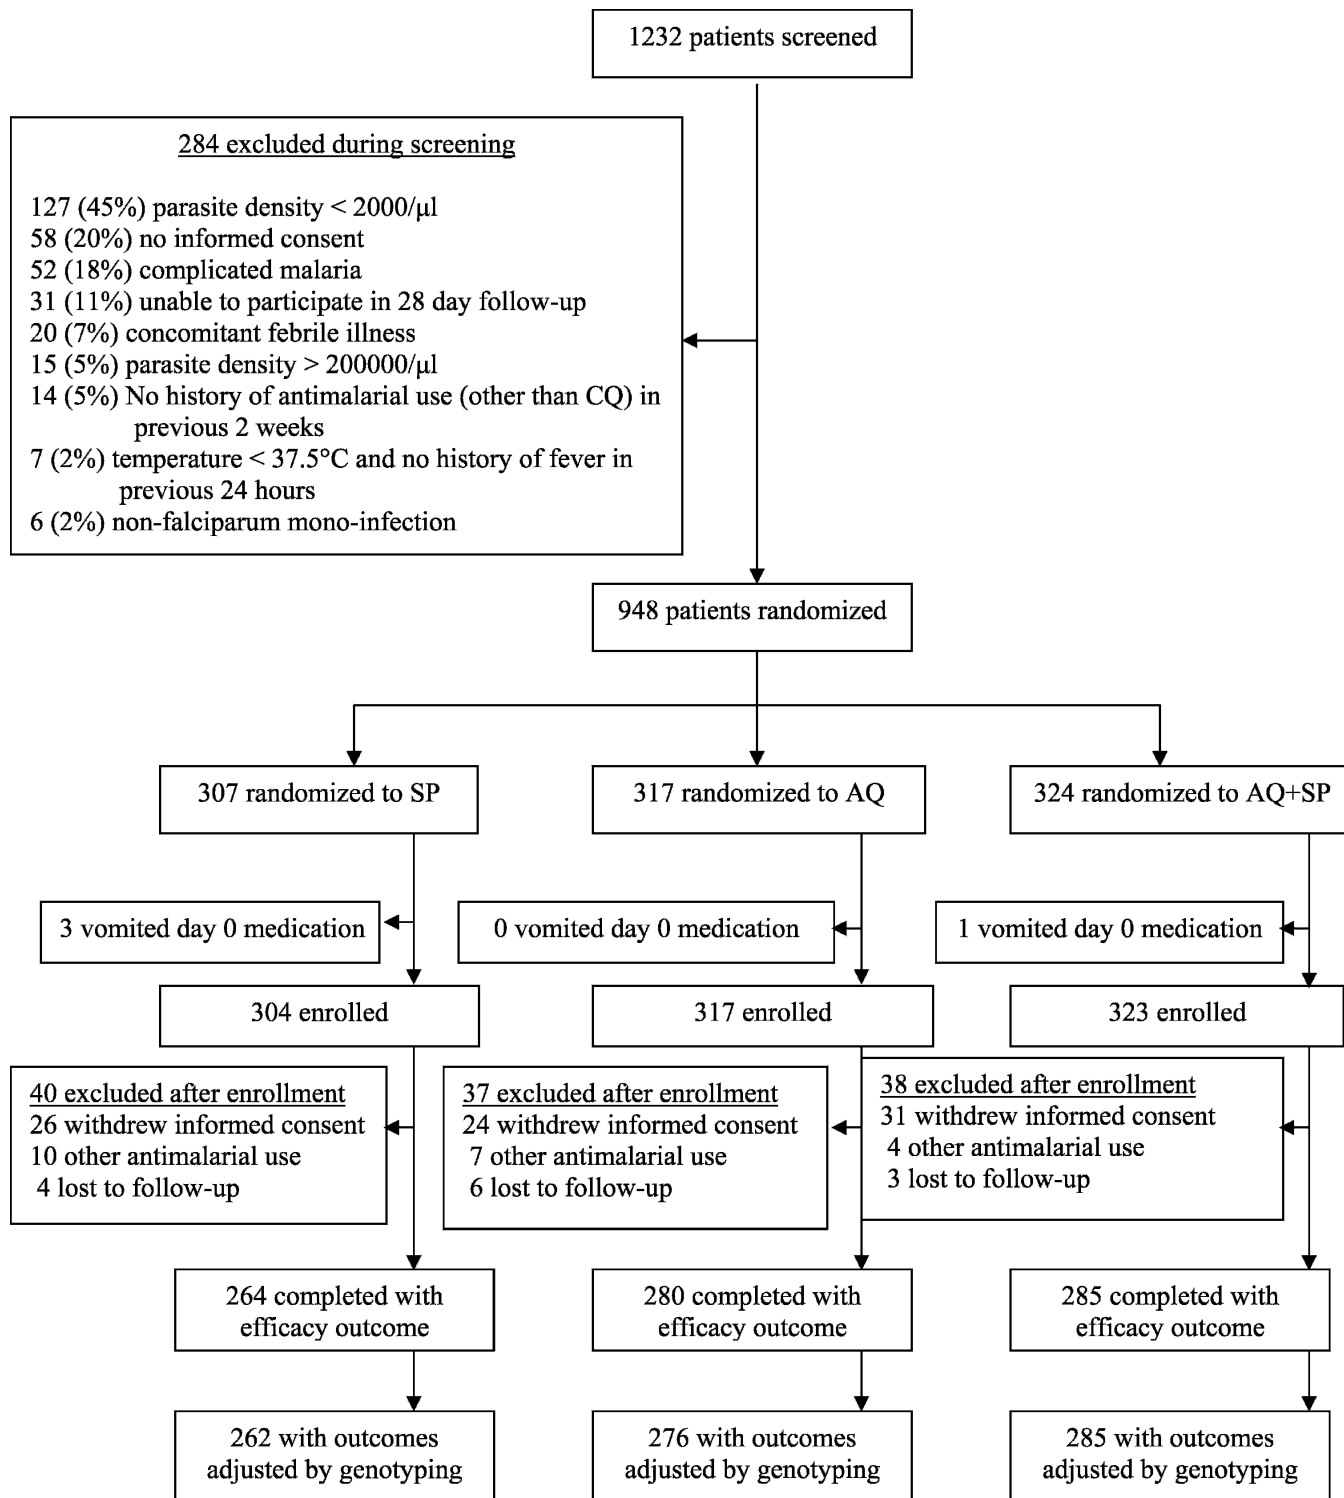 1232 patients screened
284 excluded during screening
127 (45%) parasite density < 2000/μl
58 (20%) no informed consent
52 (18%) complicated malaria
31 (11%) unable to participate in 28 day follow-up
20 (7%) concomitant febrile illness
15 (5%) parasite density > 200000/μl
14 (5%) No history of antimalarial use (other than CQ) in
previous 2 weeks
7 (2%) temperature < 37.5°C and no history of fever in
previous 24 hours
6 (2%) non-falciparum mono-infection
948 patients randomized
307 randomized to SP
317 randomized to AQ
324 randomized to AQ+SP
3 vomited day 0 medication
0 vomited day 0 medication
1 vomited day 0 medication
304 enrolled
317 enrolled
323 enrolled
40 excluded after enrollment
26 withdrew informed consent
10 other antimalarial use
4 lost to follow-up
37 excluded after enrollment
24 withdrew informed consent
7 other antimalarial use
6 lost to follow-up
38 excluded after enrollment
31 withdrew informed consent
4 other antimalarial use
3 lost to follow-up
264 completed with
efficacy outcome
280 completed with
efficacy outcome
285 completed with
efficacy outcome
262 with outcomes
adjusted by genotyping
276 with outcomes
adjusted by genotyping
285 with outcomes
adjusted by genotyping